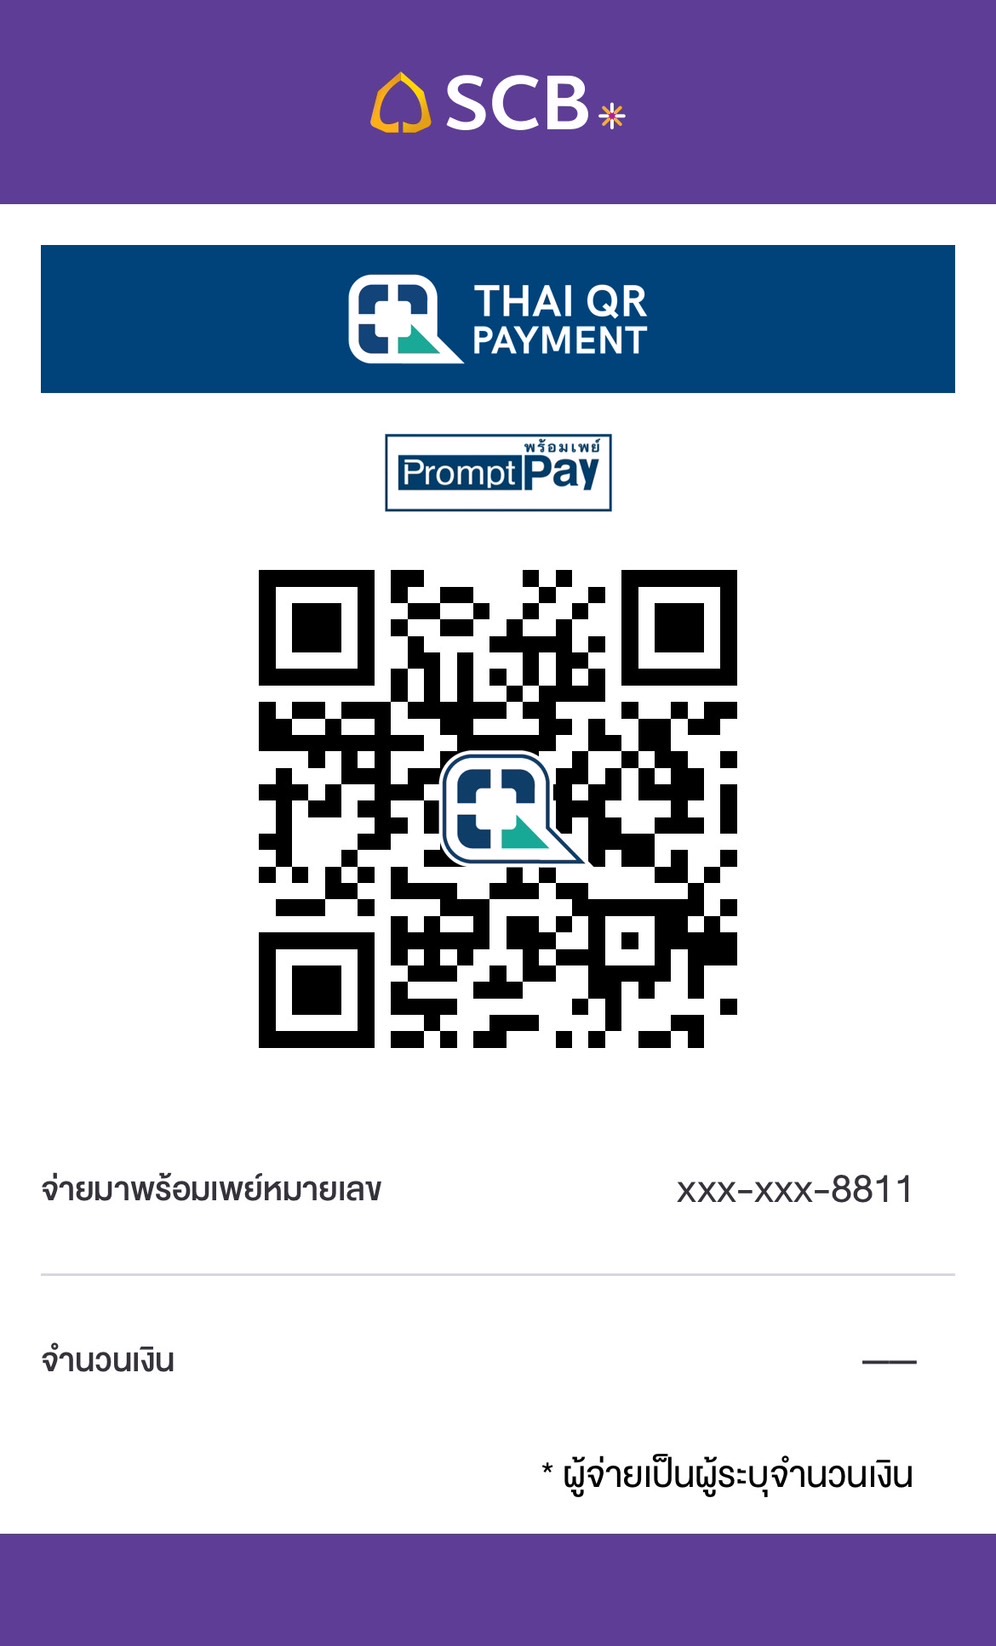 SCB
THAI QR
PAYMENT
พร้อมเพย์
PromptPay
จ่ายมาพร้อมเพย์หมายเลข xxx-xxx-8811
จำนวนเงิน —
* ผู้จ่ายเป็นผู้ระบุจำนวนเงิน